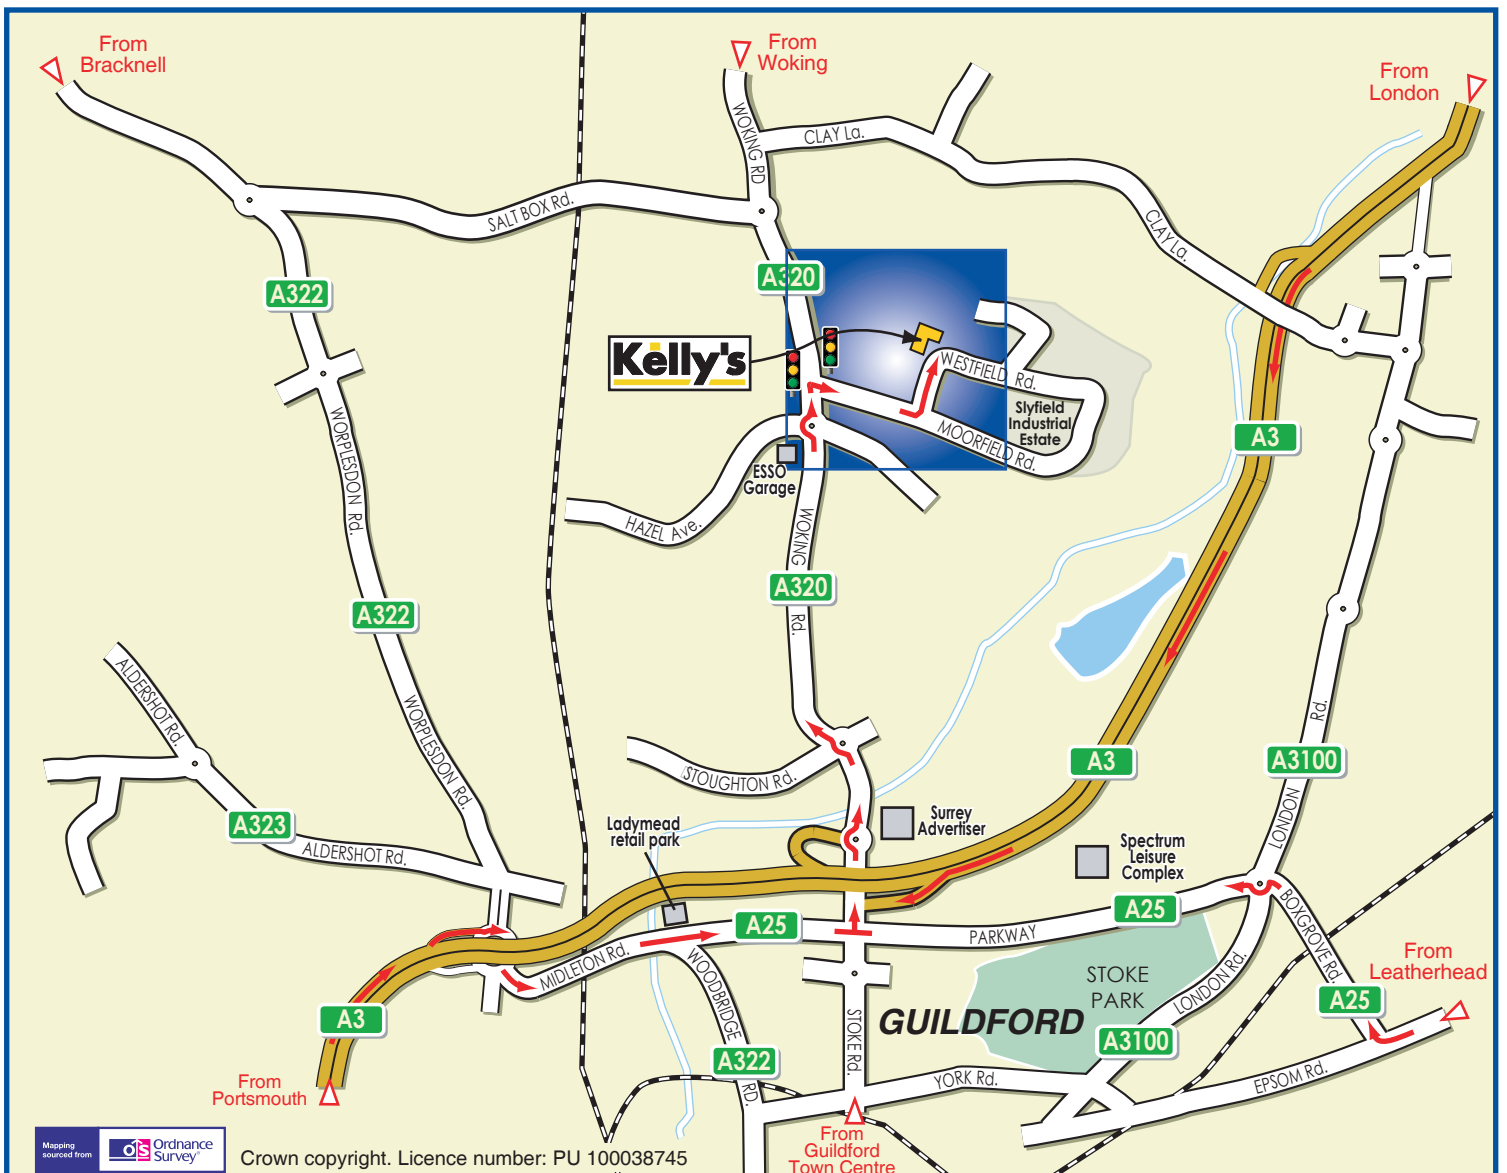 From
Bracknell
From
Woking
From
London
WOKING RD
CLAY La.
SALT BOX Rd.
CLAY La.
A322
A320
Kelly's
WESTFIELD Rd.
Slyfield
Industrial
Estate
MOORFIELD Rd.
A3
ESSO
Garage
HAZEL Ave.
WORPLESDON Rd.
WOKING Rd.
A320
A322
ALDERSHOT Rd.
WORPLESDON Rd.
STOUGHTON Rd.
A3
A3100
LONDON Rd.
A323
ALDERSHOT Rd.
Ladymead
retail park
Surrey
Advertiser
Spectrum
Leisure
Complex
A25
A25
PARKWAY
MIDLETON Rd.
WOODBRIDGE RD.
BOXGROVE Rd.
From
Leatherhead
STOKE
PARK
LONDON Rd.
A25
A3
GUILDFORD
STOKE Rd.
A3100
A322
YORK Rd.
EPSOM Rd.
From
Portsmouth
From
Guildford
Town Centre
Mapping
sourced from
os
Ordnance
Survey®
Crown copyright. Licence number: PU 100038745